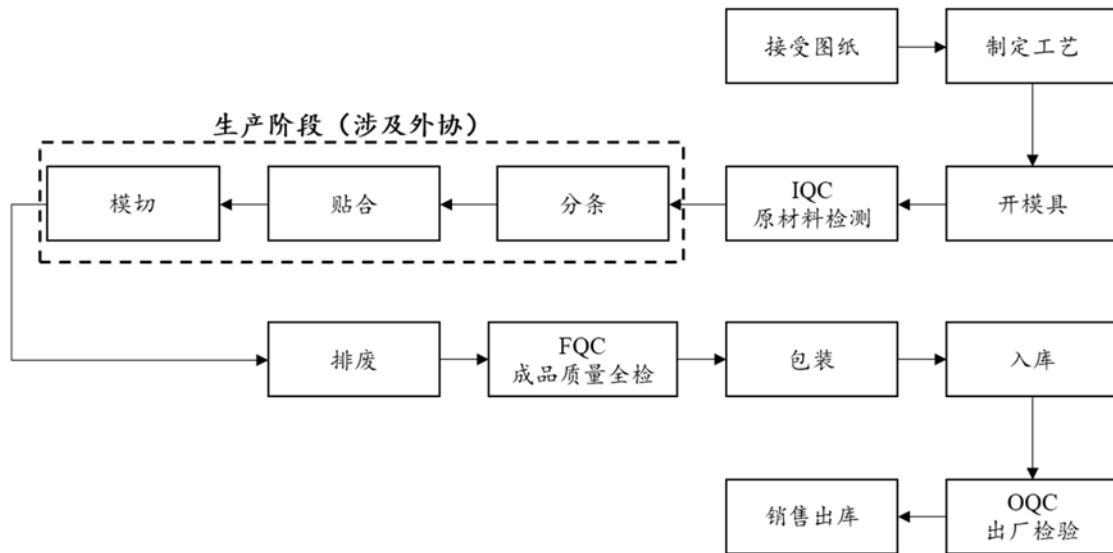 接受图纸
制定工艺
生产阶段（涉及外协）
模切
贴合
分条
IQC
原材料检测
开模具
排废
FQC
成品质量全检
包装
入库
销售出库
OQC
出厂检验